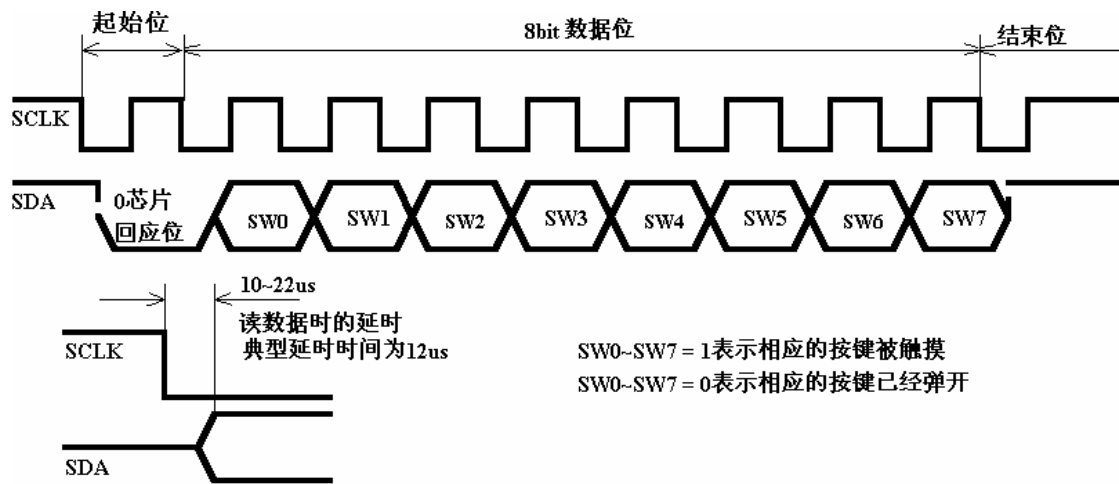 起始位
8bit 数据位
结束位
SCLK
SDA
0芯片
回应位
SW0 SW1 SW2 SW3 SW4 SW5 SW6 SW7
10~22us
读数据时的延时
典型延时时间为12us
SCLK
SW0~SW7 = 1表示相应的按键被触摸
SW0~SW7 = 0表示相应的按键已经弹开
SDA